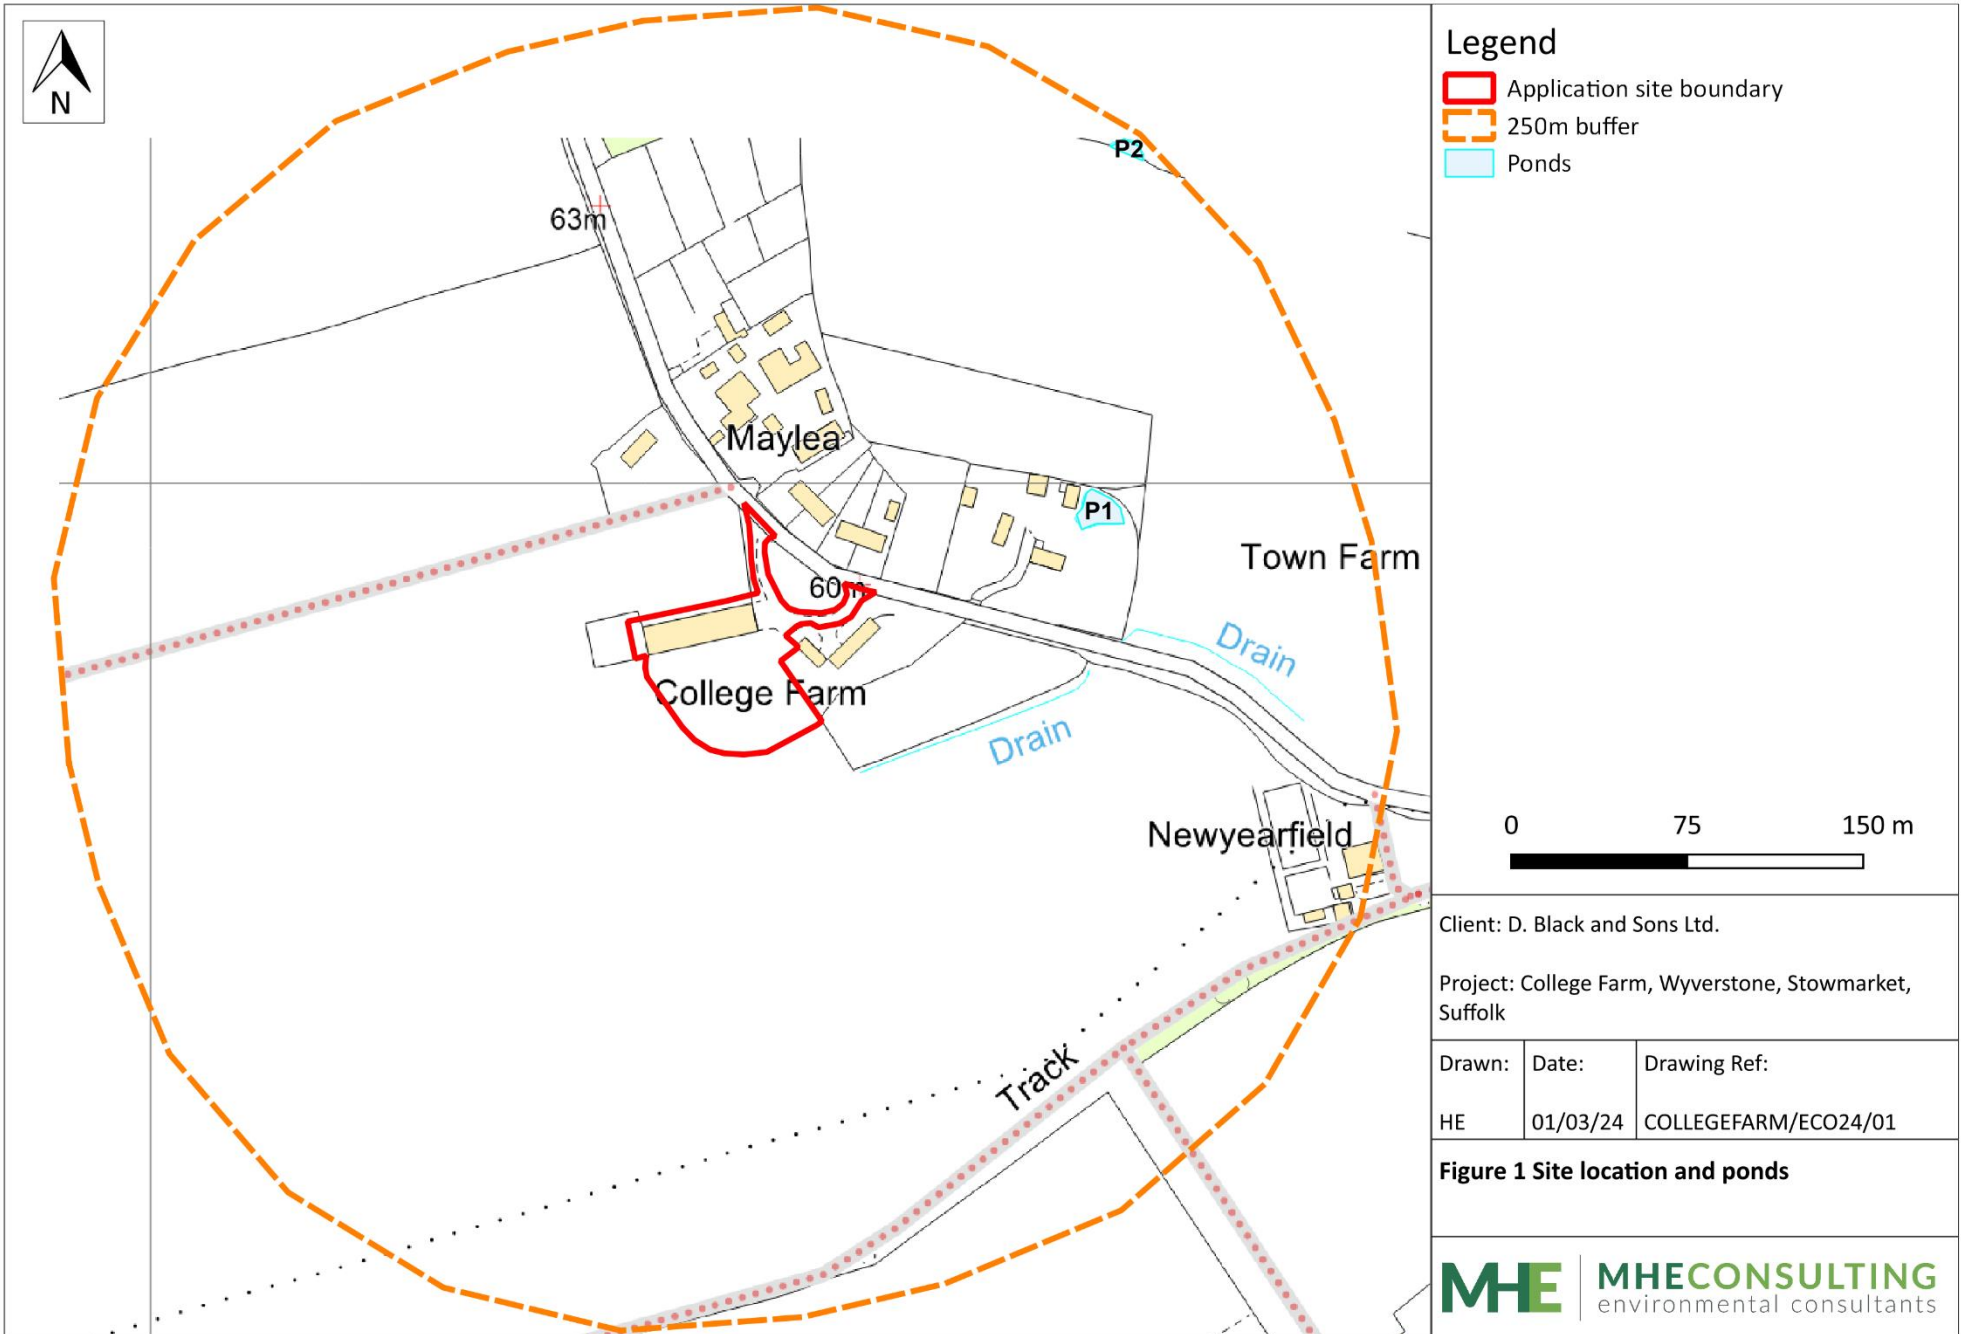 N
63m
P2
Maylea
P1
Town Farm
60m
Drain
College Farm
Drain
Newyearfield
Track
Legend
Application site boundary
250m buffer
Ponds
0 75 150 m
Client: D. Black and Sons Ltd.
Project: College Farm, Wyverstone, Stowmarket,
Suffolk
Drawn: Date: Drawing Ref:
HE 01/03/24 COLLEGEFARM/ECO24/01
Figure 1 Site location and ponds
MHE MHECONSULTING
environmental consultants